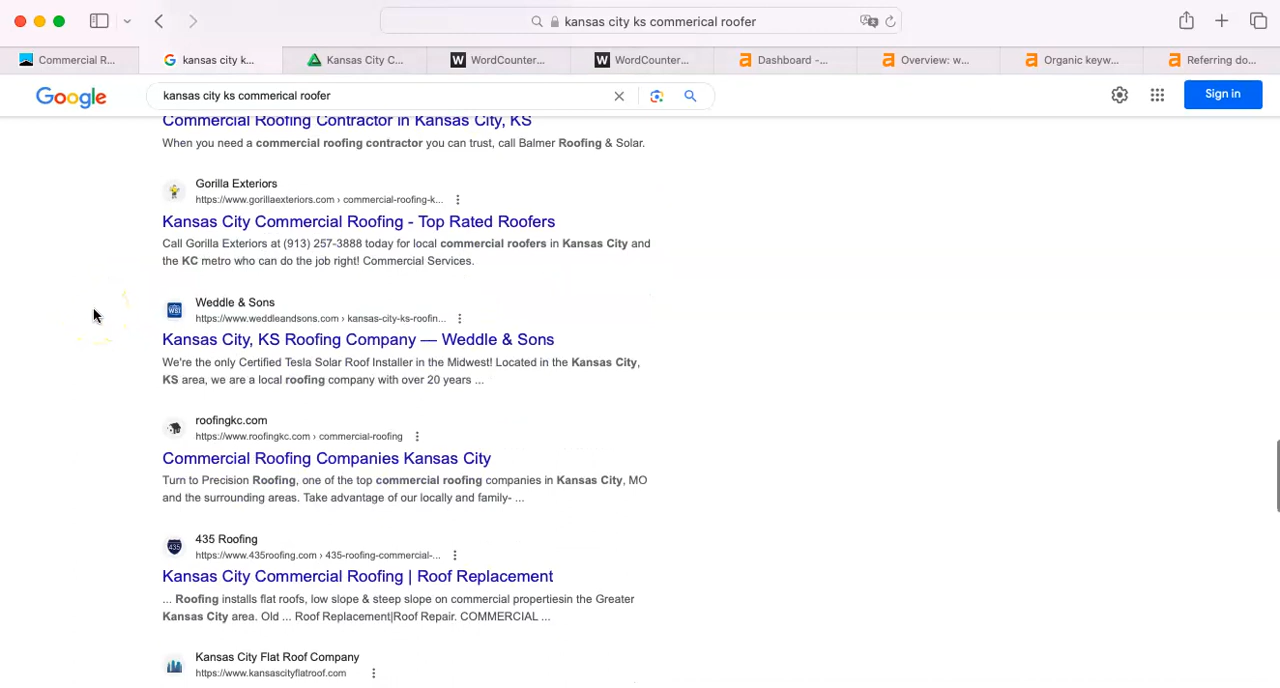 kansas city ks commerical roofer
Commercial R...
kansas city k...
Kansas City C...
WordCounter...
WordCounter...
Dashboard -...
Overview: w...
Organic keyw...
Referring do...
Google
kansas city ks commerical roofer
Sign in
Commercial Roofing Contractor in Kansas City, KS
When you need a commercial roofing contractor you can trust, call Balmer Roofing & Solar.
Gorilla Exteriors
https://www.gorillaexteriors.com › commercial-roofing-k...
Kansas City Commercial Roofing - Top Rated Roofers
Call Gorilla Exteriors at (913) 257-3888 today for local commercial roofers in Kansas City and
the KC metro who can do the job right! Commercial Services.
WSI
Weddle & Sons
https://www.weddleandsons.com › kansas-city-ks-roofin...
Kansas City, KS Roofing Company — Weddle & Sons
We're the only Certified Tesla Solar Roof Installer in the Midwest! Located in the Kansas City,
KS area, we are a local roofing company with over 20 years ...
roofingkc.com
https://www.roofingkc.com › commercial-roofing
Commercial Roofing Companies Kansas City
Turn to Precision Roofing, one of the top commercial roofing companies in Kansas City, MO
and the surrounding areas. Take advantage of our locally and family- ...
435
435 Roofing
https://www.435roofing.com › 435-roofing-commercial-...
Kansas City Commercial Roofing | Roof Replacement
... Roofing installs flat roofs, low slope & steep slope on commercial propertiesin the Greater
Kansas City area. Old ... Roof Replacement|Roof Repair. COMMERCIAL ...
Kansas City Flat Roof Company
https://www.kansascityflatroof.com